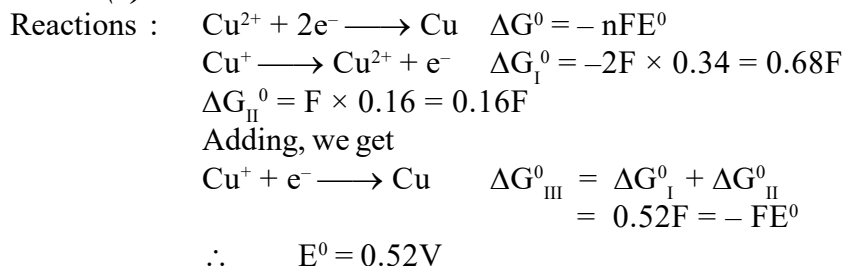 Reactions : Cu²⁺ + 2e⁻ ⟶ Cu ΔG⁰ = – nFE⁰
Cu⁺ ⟶ Cu²⁺ + e⁻ ΔG_I⁰ = –2F × 0.34 = 0.68F
ΔG_II⁰ = F × 0.16 = 0.16F
Adding, we get
Cu⁺ + e⁻ ⟶ Cu ΔG⁰_III = ΔG⁰_I + ΔG⁰_II
= 0.52F = – FE⁰
∴ E⁰ = 0.52V